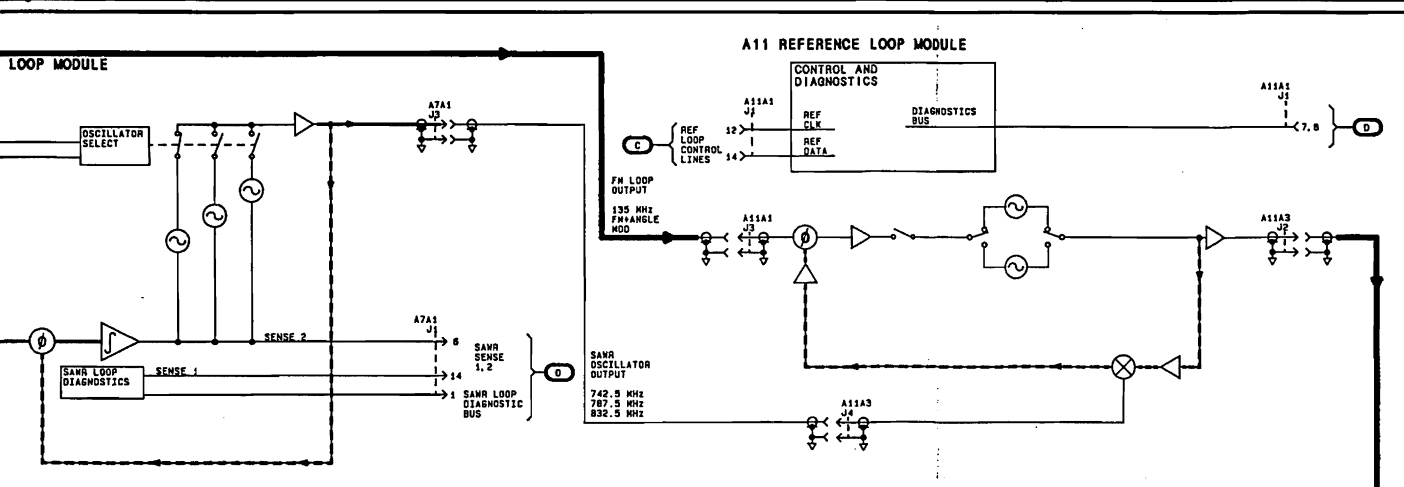 LOOP MODULE
OSCILLATOR
SELECT
A7A1
J3
SENSE 2
SENSE 1
SAWR LOOP
DIAGNOSTICS
A7A1
J1
6
14
1
SAWR
SENSE
1,2
SAWR LOOP
DIAGNOSTIC
BUS
D
A11 REFERENCE LOOP MODULE
CONTROL AND
DIAGNOSTICS
A11A1
J1
C
REF
LOOP
CONTROL
LINES
12
14
REF
CLK
REF
DATA
DIAGNOSTICS
BUS
A11A1
J1
7,8
D
FM LOOP
OUTPUT
135 MHz
FM+ANGLE
MOD
A11A1
J3
ø
A11A3
J2
ø
SAWR
OSCILLATOR
OUTPUT
742.5 MHz
787.5 MHz
832.5 MHz
A11A3
J4